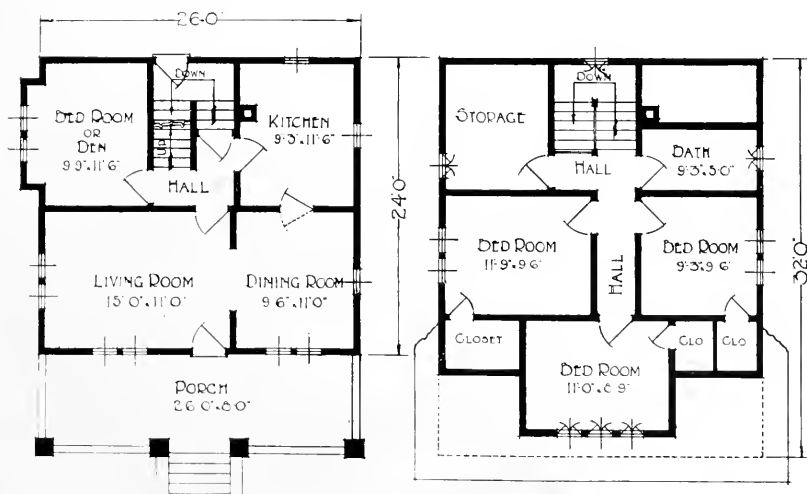 26-0"
DOWN
BED ROOM
OR
DEN
9-9"x11'6"
UP
KITCHEN
9-3"x11'6"
HALL
24'0"
LIVING ROOM
15'0"x11'0"
DINING ROOM
9'6"x11'0"
PORCH
26'0"x8'0"
DOWN
STORAGE
BATH
9'3"x5'0"
HALL
BED ROOM
11'-9"x9'6"
HALL
BED ROOM
9'3"x9'6"
32'0"
CLOSET
CLO
CLO
BED ROOM
11'0"x8'9"